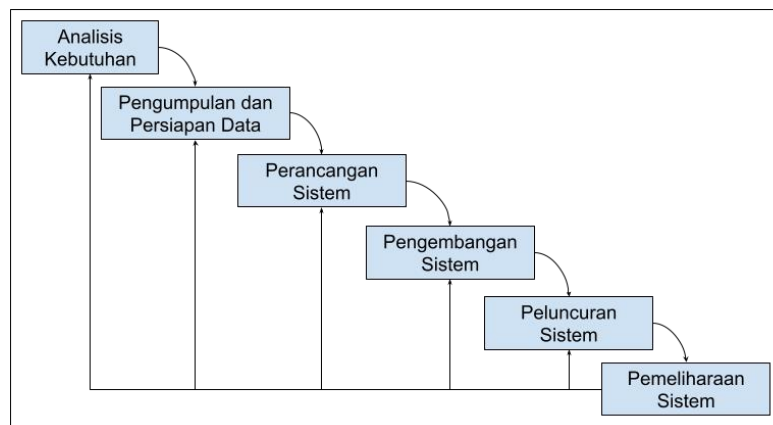 Analisis
Kebutuhan
Pengumpulan dan
Persiapan Data
Perancangan
Sistem
Pengembangan
Sistem
Peluncuran
Sistem
Pemeliharaan
Sistem